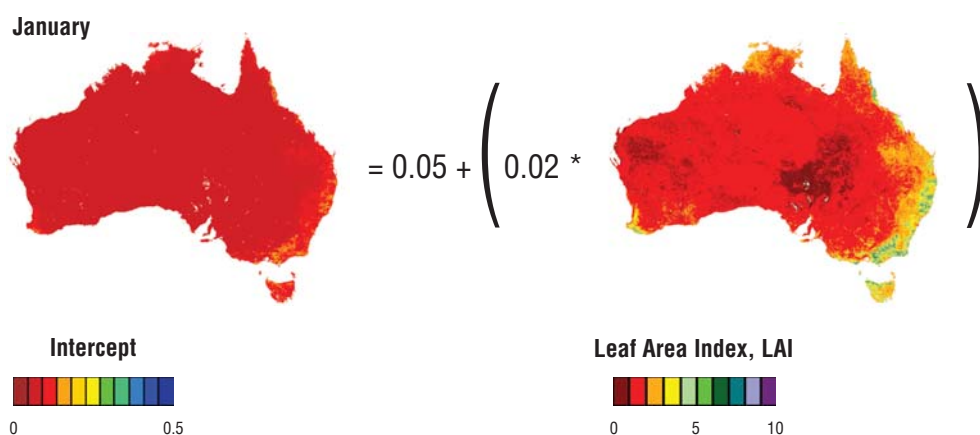 January
= 0.05 + ( 0.02 * )
Intercept
0 0.5
Leaf Area Index, LAI
0 5 10